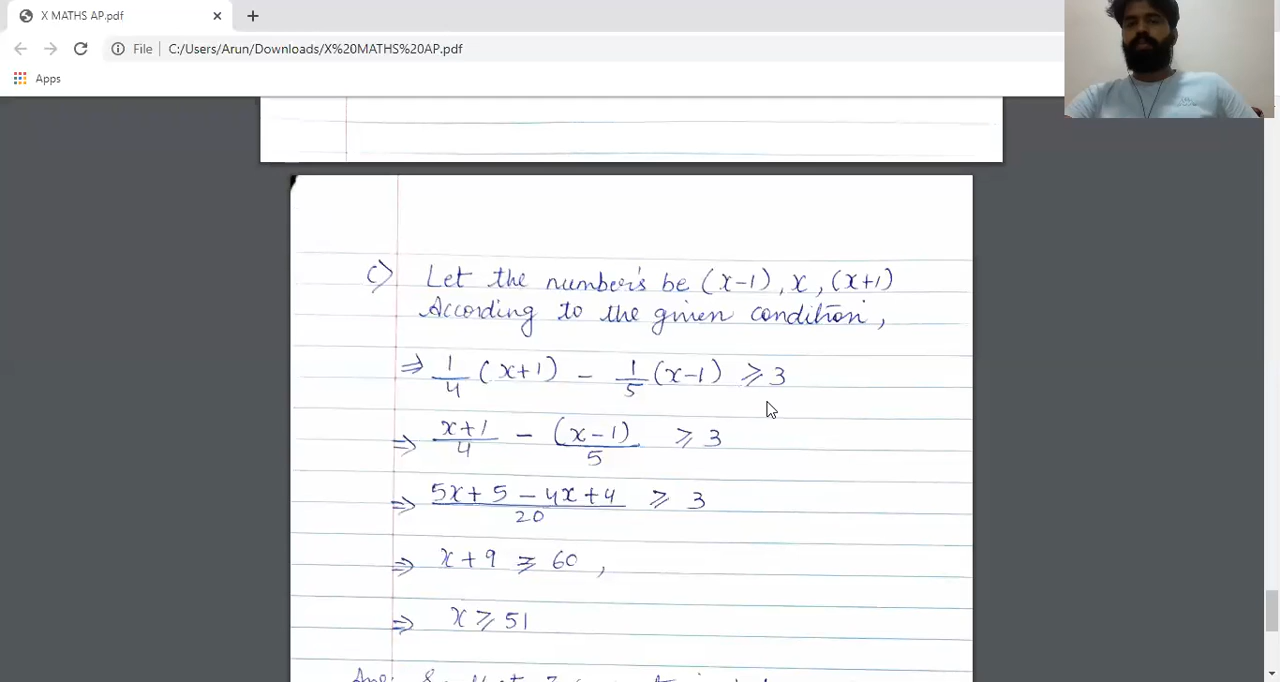 X MATHS AP.pdf
File C:/Users/Arun/Downloads/X%20MATHS%20AP.pdf
Apps
c) Let the number's be (x-1), x, (x+1)
According to the given condition,
⇒ 1/4 (x+1) - 1/5 (x-1) ⩾ 3
⇒ x+1/4 - (x-1)/5 ⩾ 3
⇒ 5x+5-4x+4/20 ⩾ 3
⇒ x+9 ⩾ 60,
⇒ x ⩾ 51